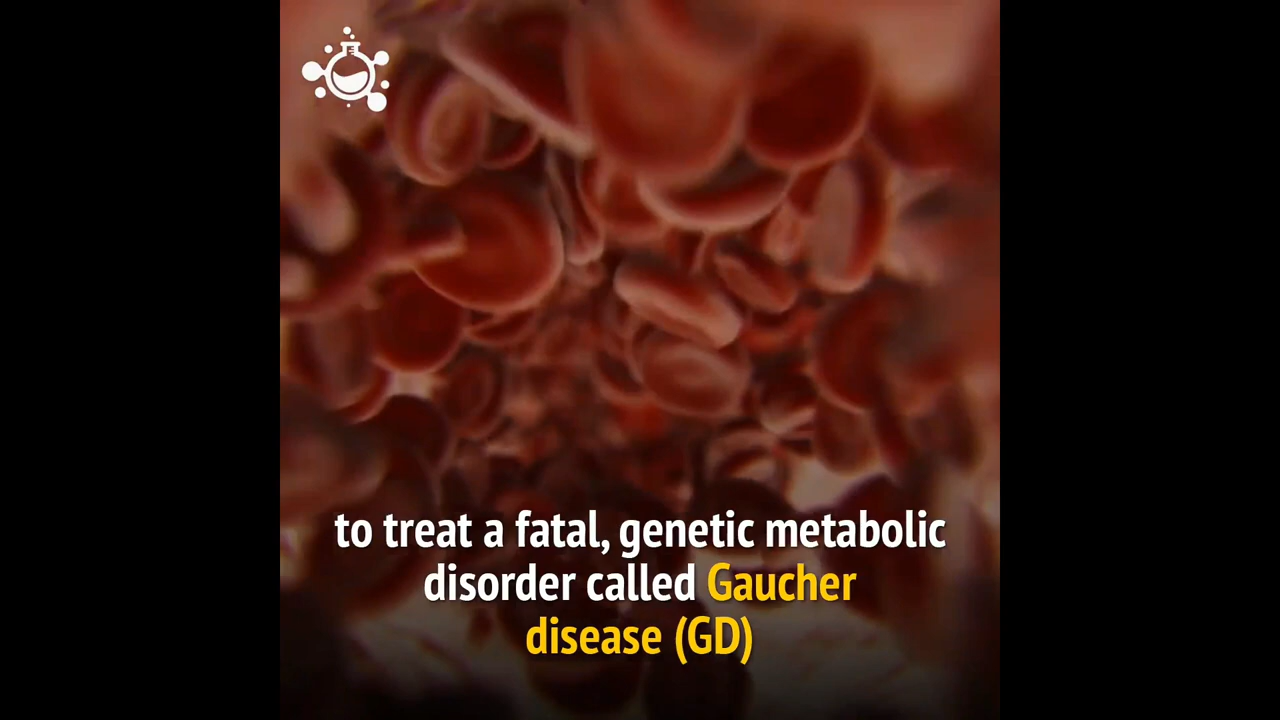 to treat a fatal, genetic metabolic
disorder called Gaucher
disease (GD)